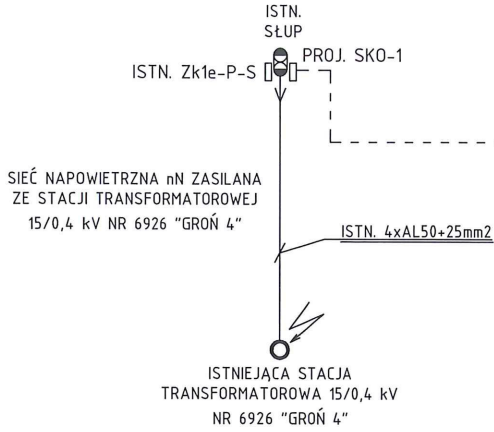 ISTN.
SŁUP
PROJ. SKO-1
ISTN. Zk1e-P-S
SIEĆ NAPOWIETRZNA nN ZASILANA
ZE STACJI TRANSFORMATOROWEJ
15/0,4 kV NR 6926 "GROŃ 4"
ISTN. 4xAL50+25mm2
ISTNIEJĄCA STACJA
TRANSFORMATOROWA 15/0,4 kV
NR 6926 "GROŃ 4"